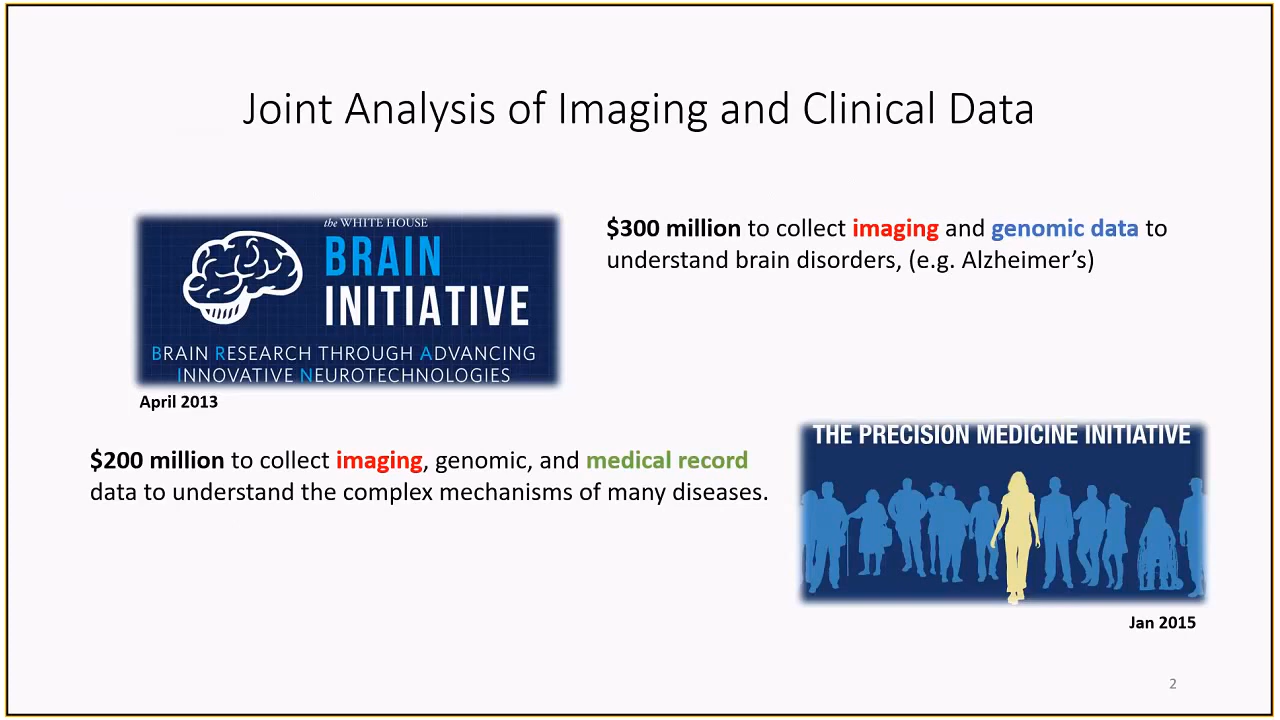 Joint Analysis of Imaging and Clinical Data
the WHITE HOUSE
BRAIN
INITIATIVE
BRAIN RESEARCH THROUGH ADVANCING
INNOVATIVE NEUROTECHNOLOGIES
April 2013
$300 million to collect imaging and genomic data to
understand brain disorders, (e.g. Alzheimer’s)
$200 million to collect imaging, genomic, and medical record
data to understand the complex mechanisms of many diseases.
THE PRECISION MEDICINE INITIATIVE
Jan 2015
2